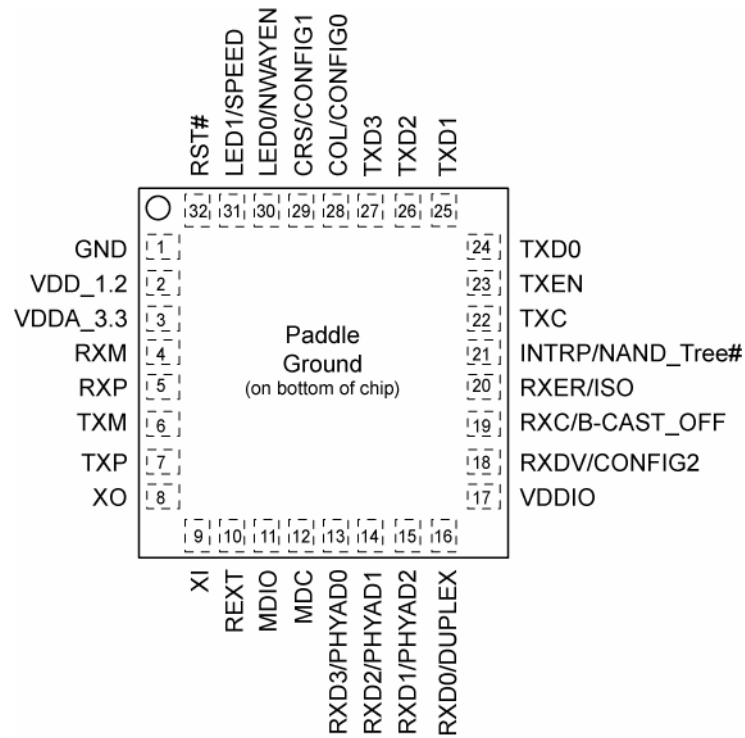 RST#
LED1/SPEED
LED0/NWAYEN
CRS/CONFIG1
COL/CONFIG0
TXD3
TXD2
TXD1
32 31 30 29 28 27 26 25
GND 1
VDD_1.2 2
VDDA_3.3 3
RXM 4
RXP 5
TXM 6
TXP 7
XO 8
Paddle
Ground
(on bottom of chip)
24 TXD0
23 TXEN
22 TXC
21 INTRP/NAND_Tree#
20 RXER/ISO
19 RXC/B-CAST_OFF
18 RXDV/CONFIG2
17 VDDIO
9 10 11 12 13 14 15 16
XI
REXT
MDIO
MDC
RXD3/PHYAD0
RXD2/PHYAD1
RXD1/PHYAD2
RXD0/DUPLEX